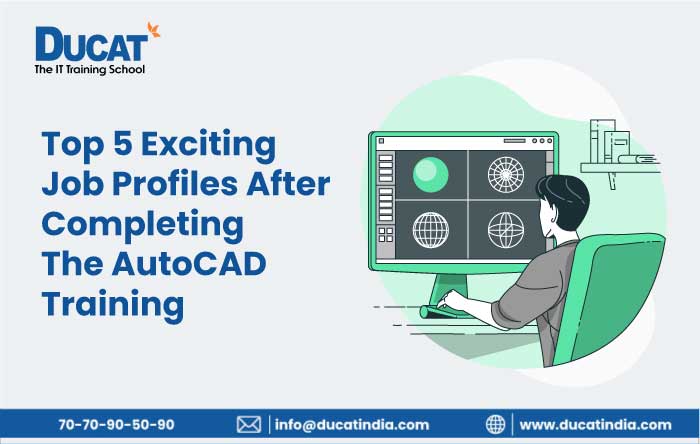 DUCAT
The IT Training School
Top 5 Exciting
Job Profiles After
Completing
The AutoCAD
Training
70-70-90-50-90
info@ducatindia.com
www.ducatindia.com